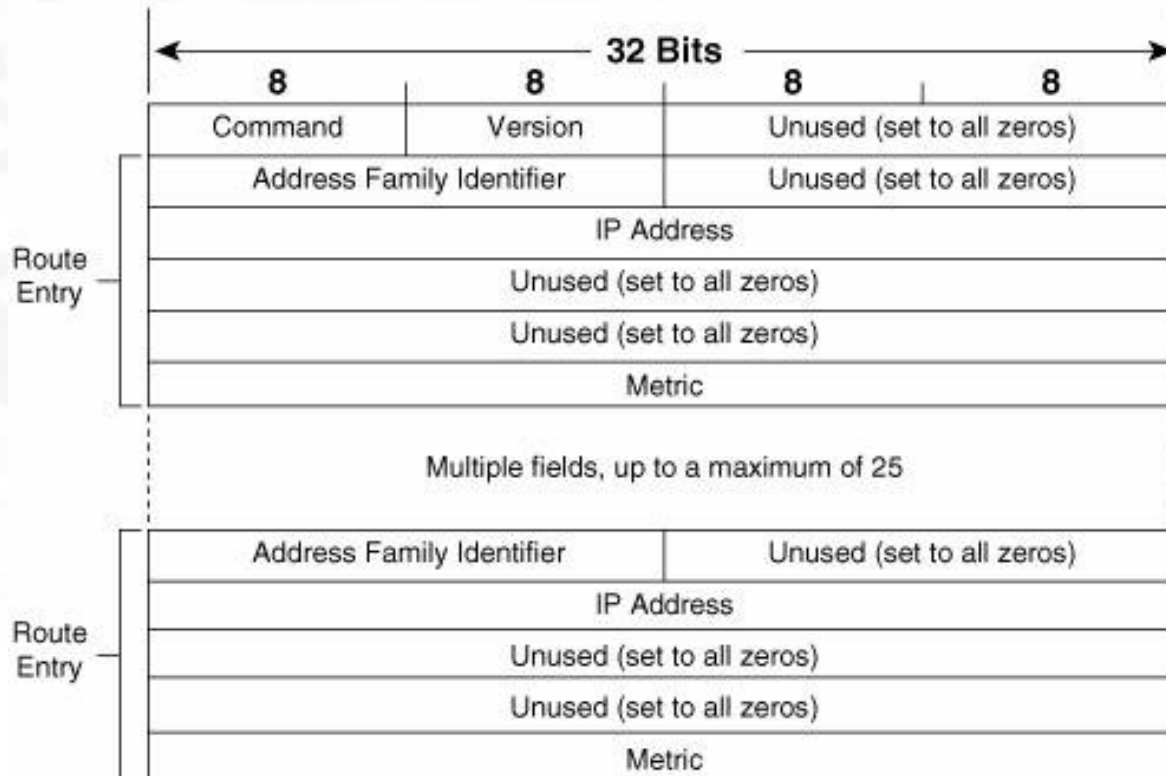 32 Bits
8 8 8 8
Command Version Unused (set to all zeros)
Address Family Identifier Unused (set to all zeros)
IP Address
Route
Entry
Unused (set to all zeros)
Unused (set to all zeros)
Metric
Multiple fields, up to a maximum of 25
Address Family Identifier Unused (set to all zeros)
IP Address
Route
Entry
Unused (set to all zeros)
Unused (set to all zeros)
Metric